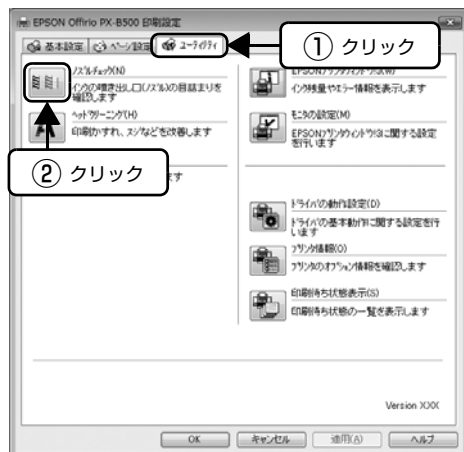 EPSON Offirio PX-B500 印刷設定
基本設定 ページ設定 ユーティリティ
① クリック
ノズルチェック(N)
インクの噴き出し口(ノズル)の目詰まりを
確認します
ヘッドクリーニング(H)
印刷かすれ、スジなどを改善します
② クリック
ます
EPSONプリンタウィンドウ!3(W)
インク残量やエラー情報を表示します
モニタの設定(M)
EPSONプリンタウィンドウ!3に関する設定
を行います
ドライバの動作設定(D)
ドライバの基本動作に関する設定を行
います
プリンタ情報(O)
プリンタのオプション情報を確認します
印刷待ち状態表示(S)
印刷待ち状態の一覧を表示します
Version X.XX
OK キャンセル 適用(A) ヘルプ